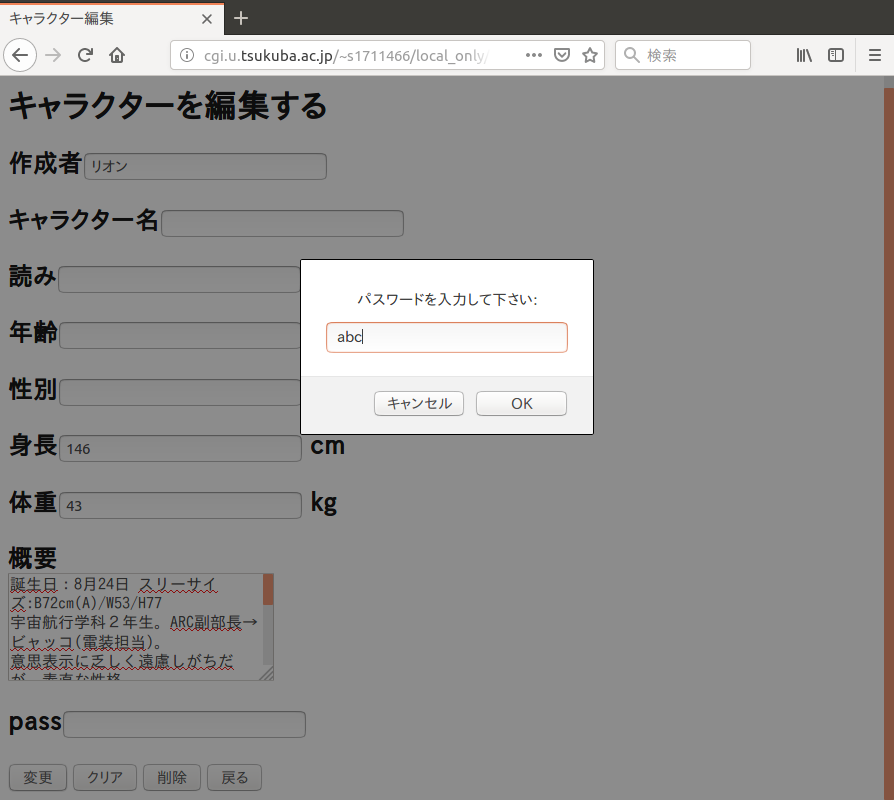 キャラクター編集
cgi.u.tsukuba.ac.jp/~s1711466/local_only/
検索
キャラクターを編集する
作成者 リオン
キャラクター名
読み
年齢
性別
身長 146 cm
体重 43 kg
概要
誕生日：8月24日 スリーサイ
ズ:B72cm(A)/W53/H77
宇宙航行学科２年生。ARC副部長→
ビャッコ(電装担当)。
意思表示に乏しく遠慮しがちだ
が、素直な性格
pass
変更 クリア 削除 戻る
パスワードを入力して下さい:
abc
キャンセル OK